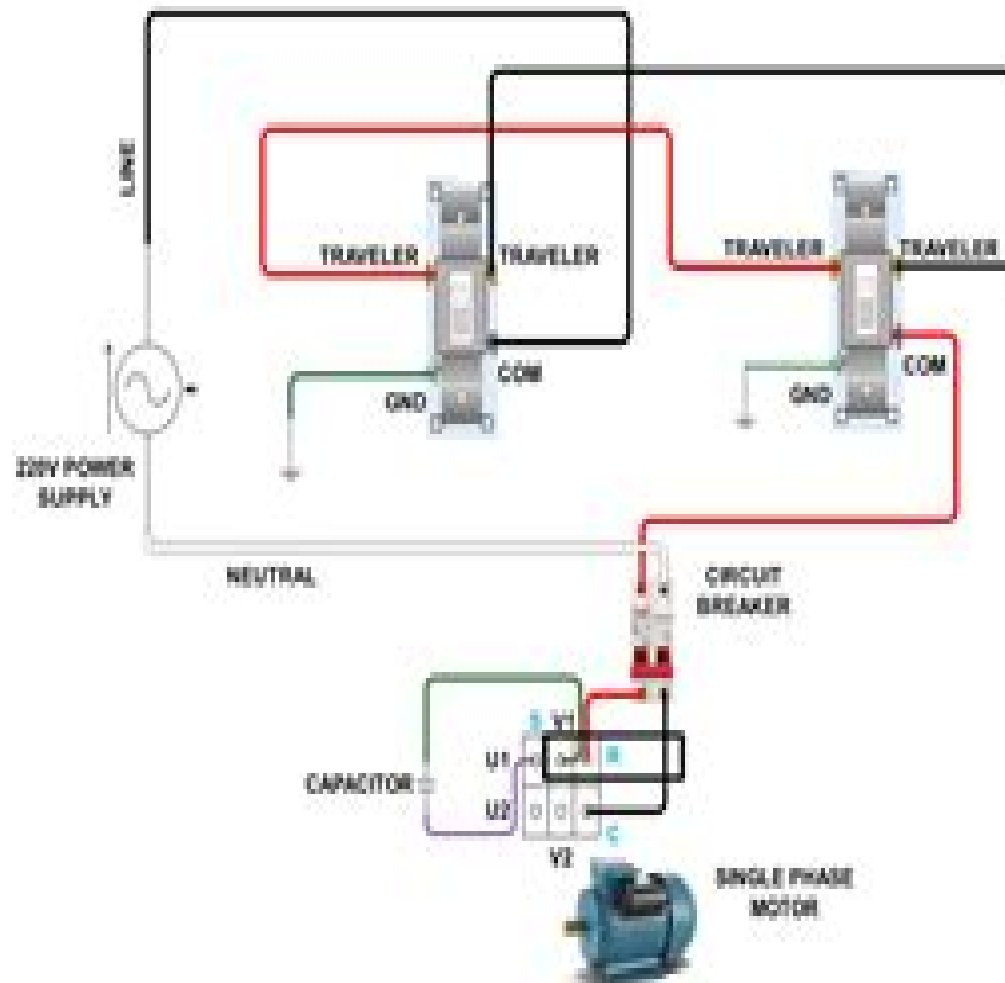 LINE
TRAVELER
TRAVELER
TRAVELER
TRAVELER
COM
GND
COM
GND
220V POWER
SUPPLY
NEUTRAL
CIRCUIT
BREAKER
S
V1
U1
R
CAPACITOR
U2
C
V2
SINGLE PHASE
MOTOR